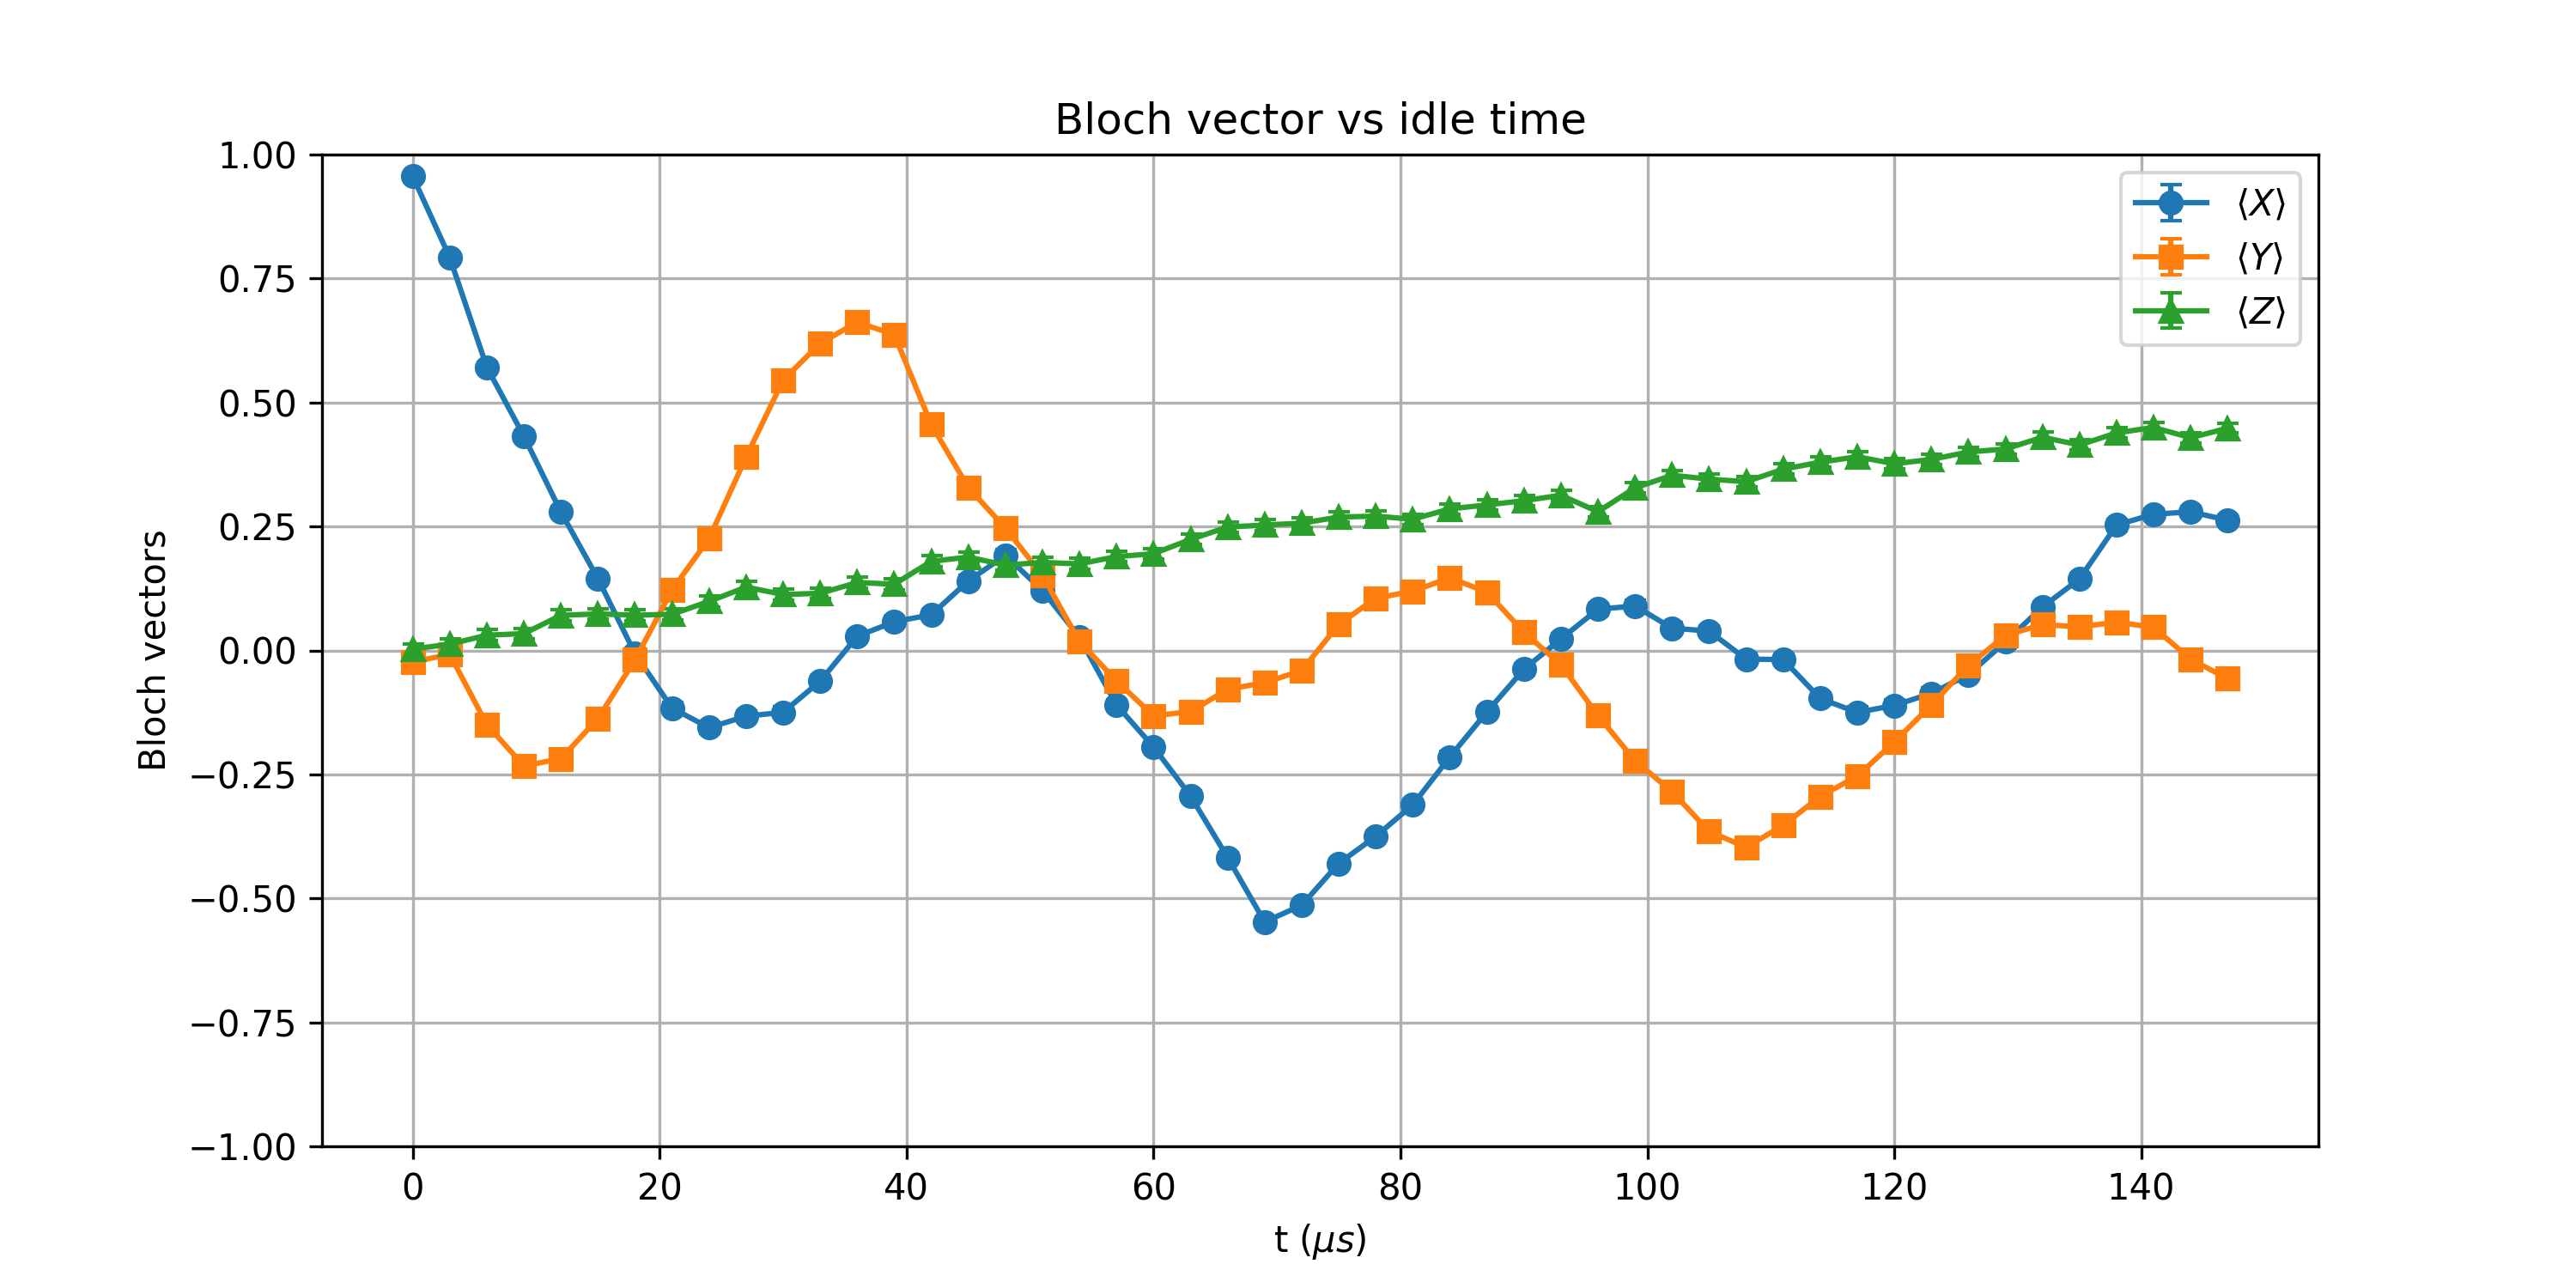 Bloch vector vs idle time
1.00
0.75
0.50
0.25
0.00
−0.25
−0.50
−0.75
−1.00
Bloch vectors
⟨X⟩
⟨Y⟩
⟨Z⟩
0 20 40 60 80 100 120 140
t (μs)